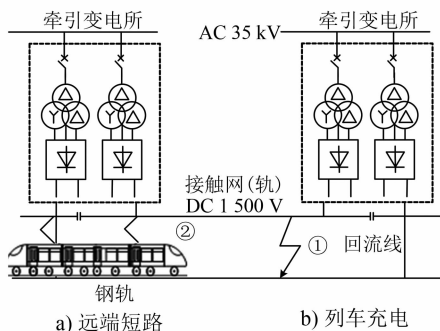 牵引变电所
牵引变电所
AC 35 kV
△
△
△
△
Y
△
Y
△
Y
△
Y
△
接触网(轨)
DC 1 500 V
②
①
回流线
钢轨
a) 远端短路
b) 列车充电